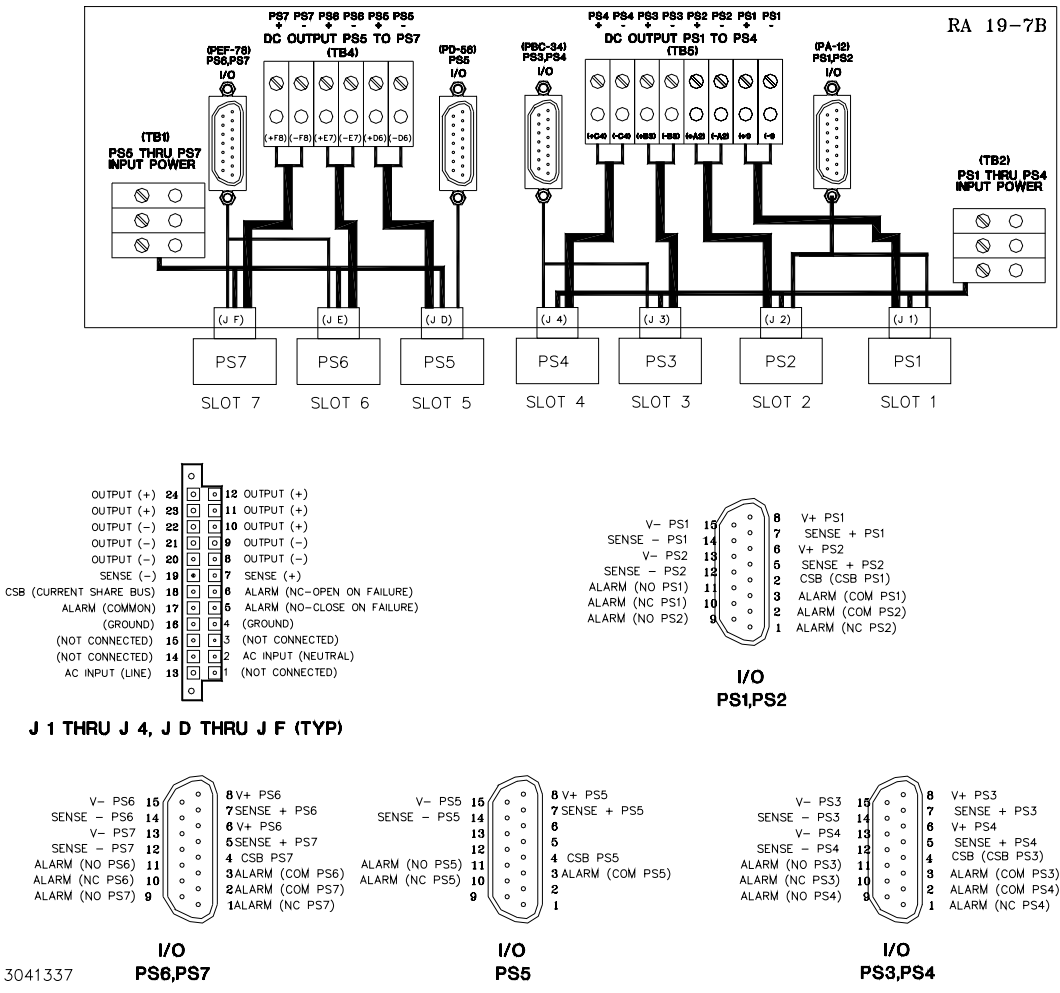 RA 19-7B
PS7 PS7 PS6 PS6 PS5 PS5
+ - + - + -
DC OUTPUT PS5 TO PS7
(TB4)
PS4 PS4 PS3 PS3 PS2 PS2 PS1 PS1
+ - + - + - + -
DC OUTPUT PS1 TO PS4
(TB5)
(PEF-78)
PS6,PS7
I/O
(PD-56)
PS5
I/O
(PBC-34)
PS3,PS4
I/O
(PA-12)
PS1,PS2
I/O
(+F8) (-F8) (+E7) (-E7) (+D6) (-D6)
(+C4) (-C4) (+B3) (-B3) (+A2) (-A2) (+1) (-1)
(TB1)
PS5 THRU PS7
INPUT POWER
(TB2)
PS1 THRU PS4
INPUT POWER
(J F) (J E) (J D) (J 4) (J 3) (J 2) (J 1)
PS7 PS6 PS5 PS4 PS3 PS2 PS1
SLOT 7 SLOT 6 SLOT 5 SLOT 4 SLOT 3 SLOT 2 SLOT 1
OUTPUT (+) 24 12 OUTPUT (+)
OUTPUT (+) 23 11 OUTPUT (+)
OUTPUT (-) 22 10 OUTPUT (+)
OUTPUT (-) 21 9 OUTPUT (-)
OUTPUT (-) 20 8 OUTPUT (-)
SENSE (-) 19 7 SENSE (+)
CSB (CURRENT SHARE BUS) 18 6 ALARM (NC-OPEN ON FAILURE)
ALARM (COMMON) 17 5 ALARM (NO-CLOSE ON FAILURE)
(GROUND) 16 4 (GROUND)
(NOT CONNECTED) 15 3 (NOT CONNECTED)
(NOT CONNECTED) 14 2 AC INPUT (NEUTRAL)
AC INPUT (LINE) 13 1 (NOT CONNECTED)
J 1 THRU J 4, J D THRU J F (TYP)
V- PS1 15 8 V+ PS1
SENSE - PS1 14 7 SENSE + PS1
V- PS2 13 6 V+ PS2
SENSE - PS2 12 5 SENSE + PS2
ALARM (NO PS1) 11 2 CSB (CSB PS1)
ALARM (NC PS1) 10 3 ALARM (COM PS1)
ALARM (NO PS2) 9 2 ALARM (COM PS2)
1 ALARM (NC PS2)
I/O
PS1,PS2
V- PS6 15 8 V+ PS6
SENSE - PS6 14 7 SENSE + PS6
V- PS7 13 6 V+ PS6
SENSE - PS7 12 5 SENSE + PS7
ALARM (NO PS6) 11 4 CSB PS7
ALARM (NC PS6) 10 3 ALARM (COM PS6)
ALARM (NO PS7) 9 2 ALARM (COM PS7)
1 ALARM (NC PS7)
I/O
PS6,PS7
V- PS5 15 8 V+ PS5
SENSE - PS5 14 7 SENSE + PS5
13 6
12 5
ALARM (NO PS5) 11 4 CSB PS5
ALARM (NC PS5) 10 3 ALARM (COM PS5)
9 2
1
I/O
PS5
V- PS3 15 8 V+ PS3
SENSE - PS3 14 7 SENSE + PS3
V- PS4 13 6 V+ PS4
SENSE - PS4 12 5 SENSE + PS4
ALARM (NO PS3) 11 4 CSB (CSB PS3)
ALARM (NC PS3) 10 3 ALARM (COM PS3)
ALARM (NO PS4) 9 2 ALARM (COM PS4)
1 ALARM (NC PS4)
I/O
PS3,PS4
3041337